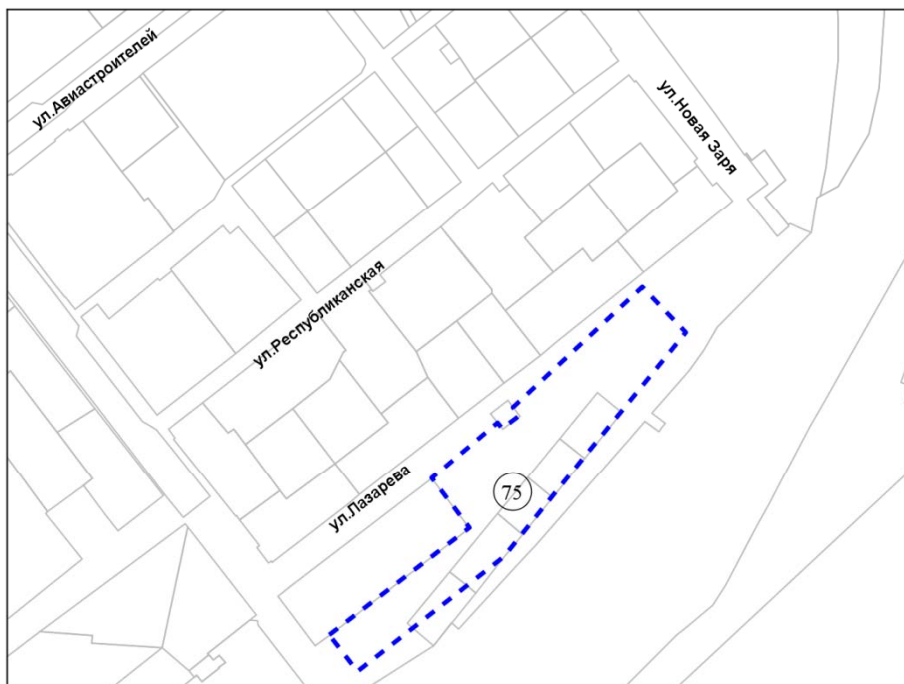 ул.Авиастроителей
ул.Новая Заря
ул.Республиканская
ул.Лазарева
75